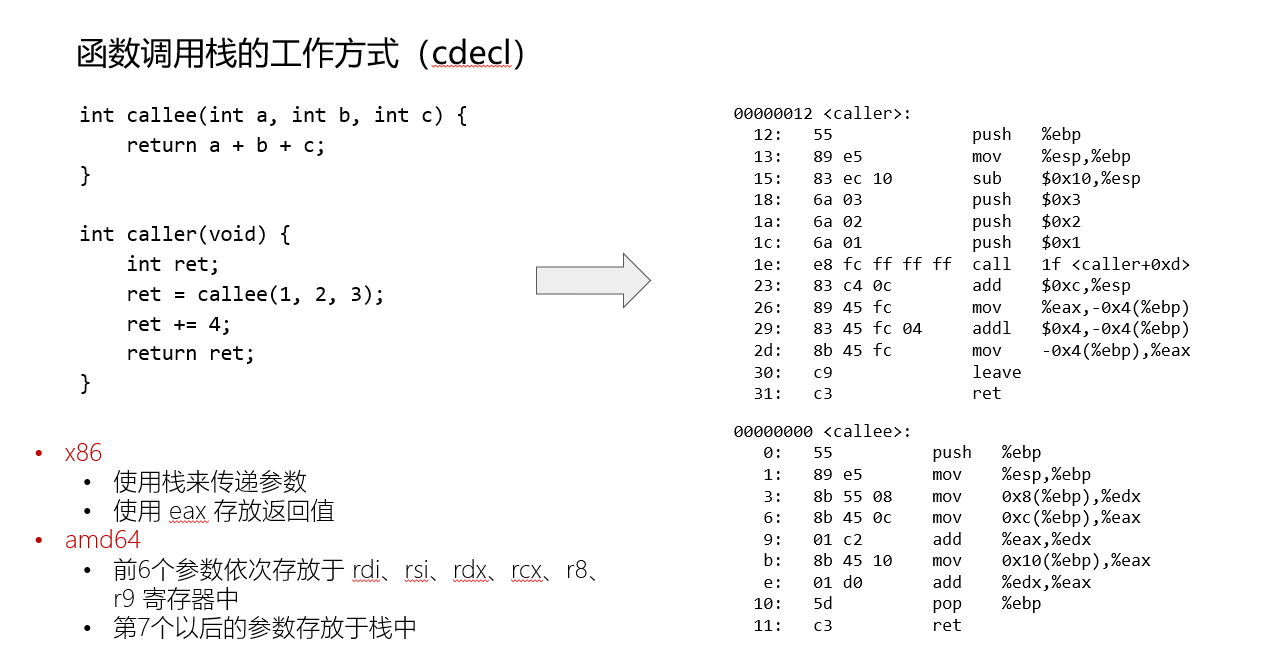 函数调用栈的工作方式（cdecl）
int callee(int a, int b, int c) {
    return a + b + c;
}
int caller(void) {
    int ret;
    ret = callee(1, 2, 3);
    ret += 4;
    return ret;
}
• x86
• 使用栈来传递参数
• 使用 eax 存放返回值
• amd64
• 前6个参数依次存放于 rdi、rsi、rdx、rcx、r8、
r9 寄存器中
• 第7个以后的参数存放于栈中
00000012 <caller>:
12: 55 push %ebp
13: 89 e5 mov %esp,%ebp
15: 83 ec 10 sub $0x10,%esp
18: 6a 03 push $0x3
1a: 6a 02 push $0x2
1c: 6a 01 push $0x1
1e: e8 fc ff ff ff call 1f <caller+0xd>
23: 83 c4 0c add $0xc,%esp
26: 89 45 fc mov %eax,-0x4(%ebp)
29: 83 45 fc 04 addl $0x4,-0x4(%ebp)
2d: 8b 45 fc mov -0x4(%ebp),%eax
30: c9 leave
31: c3 ret
00000000 <callee>:
0: 55 push %ebp
1: 89 e5 mov %esp,%ebp
3: 8b 55 08 mov 0x8(%ebp),%edx
6: 8b 45 0c mov 0xc(%ebp),%eax
9: 01 c2 add %eax,%edx
b: 8b 45 10 mov 0x10(%ebp),%eax
e: 01 d0 add %edx,%eax
10: 5d pop %ebp
11: c3 ret